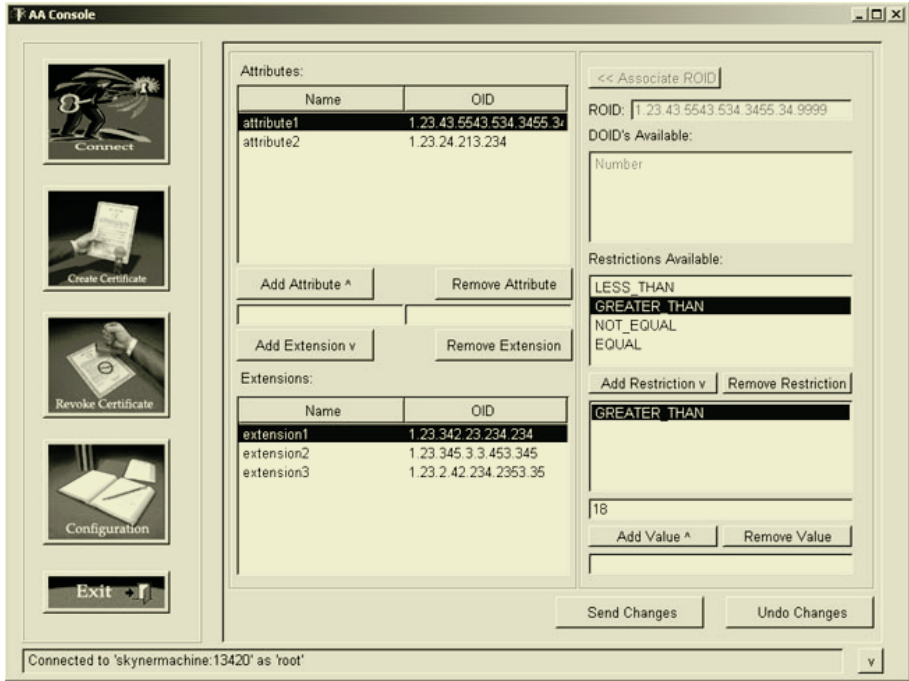 AA Console
Connect
Create Certificate
Revoke Certificate
Configuration
Exit
Attributes:
Name OID
attribute1 1.23.43.5543.534.3455.34
attribute2 1.23.24.213.234
Add Attribute ^ Remove Attribute
Add Extension v Remove Extension
Extensions:
Name OID
extension1 1.23.342.23.234.234
extension2 1.23.345.3.3.453.345
extension3 1.23.2.42.234.2353.35
<< Associate ROID
ROID: 1.23.43.5543.534.3455.34.9999
DOID's Available:
Number
Restrictions Available:
LESS_THAN
GREATER_THAN
NOT_EQUAL
EQUAL
Add Restriction v Remove Restriction
GREATER_THAN
18
Add Value ^ Remove Value
Send Changes Undo Changes
Connected to 'skynermachine:13420' as 'root' v